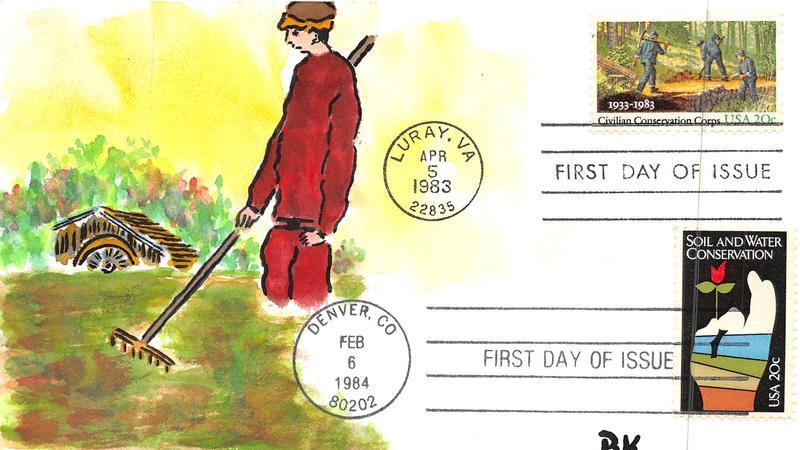 1933-1983
Civilian Conservation Corps USA 20c
LURAY, VA
APR
5
1983
22835
FIRST DAY OF ISSUE
SOIL AND WATER
CONSERVATION
USA 20c
DENVER, CO
FEB
6
1984
80202
FIRST DAY OF ISSUE
BK